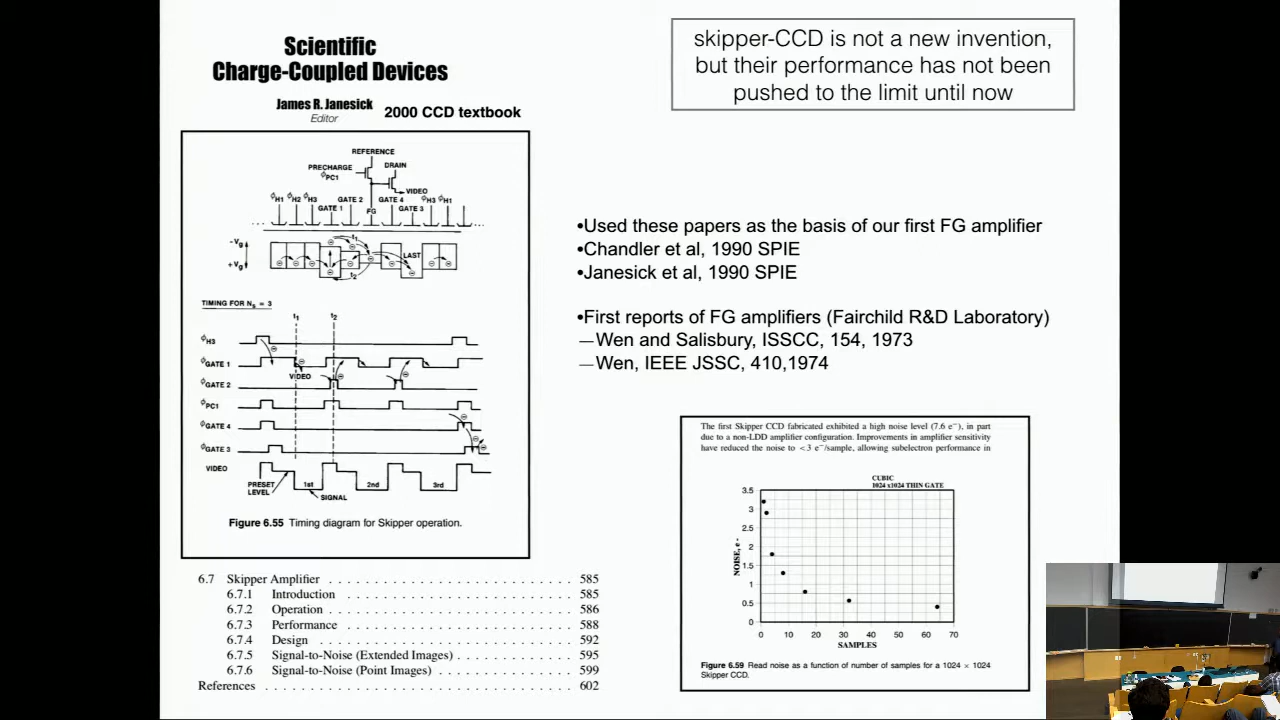 Scientific
Charge-Coupled Devices
James R. Janesick
Editor
2000 CCD textbook
skipper-CCD is not a new invention,
but their performance has not been
pushed to the limit until now
REFERENCE
PRECHARGE
ϕPC1
DRAIN
VIDEO
ϕH1 ϕH2 ϕH3 GATE 2 GATE 4 ϕH3 ϕH1
GATE 1 FG GATE 3
-Vg
+Vg
t1
LAST
t2
TIMING FOR NS = 3
t1 t2
ϕH3
ϕGATE 1
VIDEO
ϕGATE 2
ϕPC1
ϕGATE 4
ϕGATE 3
VIDEO
PRESET
LEVEL
1st 2nd 3rd
SIGNAL
Figure 6.55 Timing diagram for Skipper operation.
6.7 Skipper Amplifier . . . . . . . . . . . . . . . . . . . . . . . . . . . 585
6.7.1 Introduction . . . . . . . . . . . . . . . . . . . . . . . . . 585
6.7.2 Operation . . . . . . . . . . . . . . . . . . . . . . . . . . . 586
6.7.3 Performance . . . . . . . . . . . . . . . . . . . . . . . . . 588
6.7.4 Design . . . . . . . . . . . . . . . . . . . . . . . . . . . . 592
6.7.5 Signal-to-Noise (Extended Images) . . . . . . . . . . . . . 595
6.7.6 Signal-to-Noise (Point Images) . . . . . . . . . . . . . . . 599
References . . . . . . . . . . . . . . . . . . . . . . . . . . . . . . . . 602
•Used these papers as the basis of our first FG amplifier
•Chandler et al, 1990 SPIE
•Janesick et al, 1990 SPIE
•First reports of FG amplifiers (Fairchild R&D Laboratory)
—Wen and Salisbury, ISSCC, 154, 1973
—Wen, IEEE JSSC, 410,1974
The first Skipper CCD fabricated exhibited a high noise level (7.6 e−), in part
due to a non-LDD amplifier configuration. Improvements in amplifier sensitivity
have reduced the noise to <3 e−/sample, allowing subelectron performance in
CUBIC
1024 x1024 THIN GATE
3.5
3
2.5
2
1.5
1
0.5
0
NOISE, e -
0 10 20 30 40 50 60 70
SAMPLES
Figure 6.59 Read noise as a function of number of samples for a 1024 × 1024
Skipper CCD.